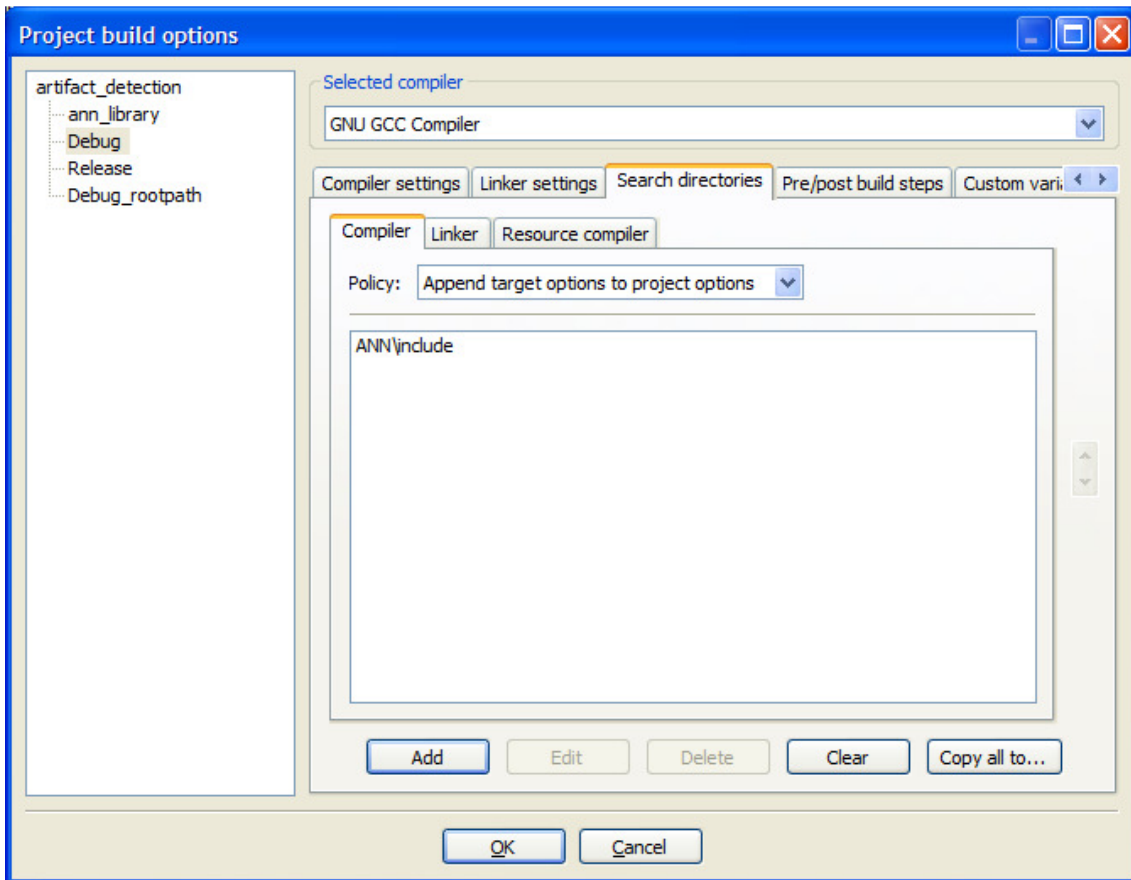 Project build options
artifact_detection
ann_library
Debug
Release
Debug_rootpath
Selected compiler
GNU GCC Compiler
Compiler settings
Linker settings
Search directories
Pre/post build steps
Custom vari
Compiler
Linker
Resource compiler
Policy:
Append target options to project options
ANN\include
Add
Edit
Delete
Clear
Copy all to...
OK
Cancel